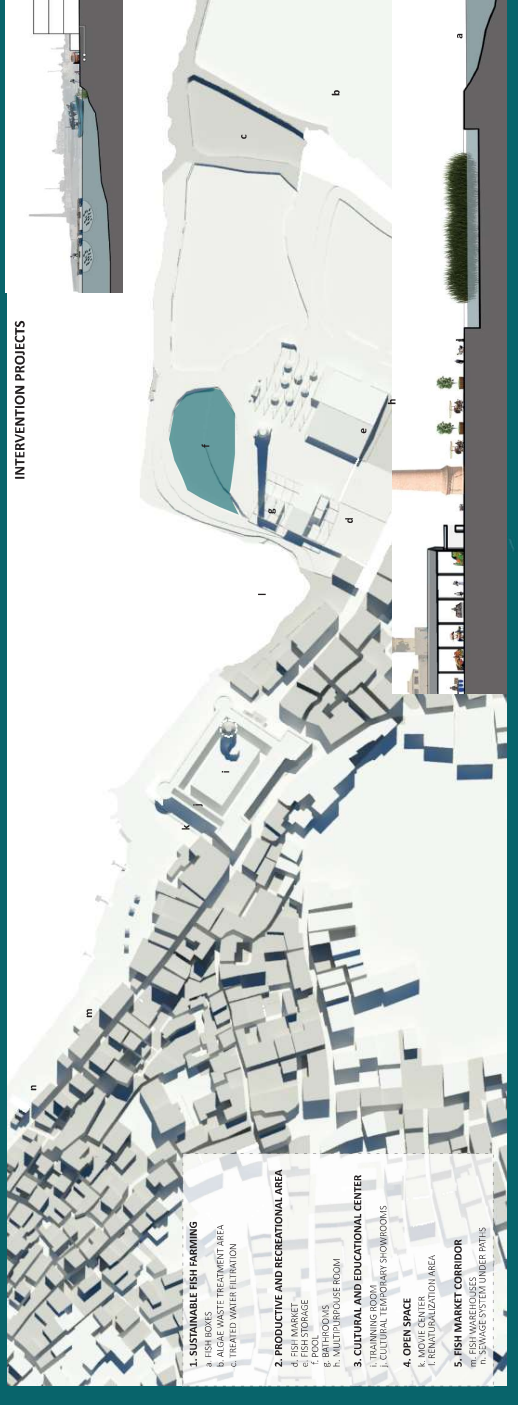 INTERVENTION PROJECTS
a
b
c
f
e
h
g
d
l
i
j
k
m
n
1. SUSTAINABLE FISH FARMING
a. FISH BOXES
b. ALGAE WASTE TREATMENT AREA
c. TREATED WATER FILTRATION
2. PRODUCTIVE AND RECREATIONAL AREA
d. FISH MARKET
e. FISH STORAGE
f. POOL
g. BATHROOMS
h. MULTIPURPOUSE ROOM
3. CULTURAL AND EDUCATIONAL CENTER
i. TRAINNING ROOM
j. CULTURAL TEMPORARY SHOWROOMS
4. OPEN SPACE
k. MOVIE CENTER
l. RENATURALIZATION AREA
5. FISH MARKET CORRIDOR
m. FISH WAREHOUSES
n. SEWAGE SYSTEM UNDER PATHS